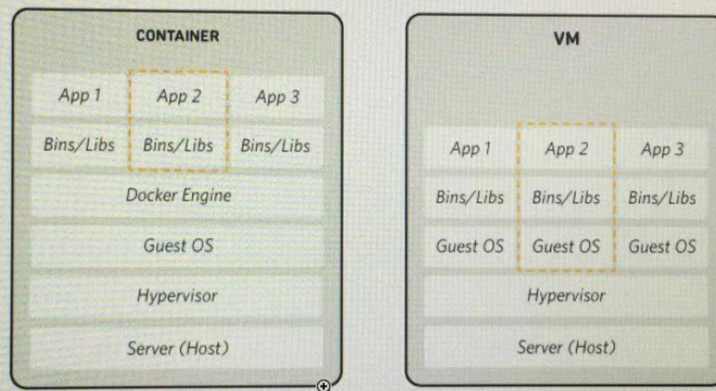 CONTAINER
App 1 App 2 App 3
Bins/Libs Bins/Libs Bins/Libs
Docker Engine
Guest OS
Hypervisor
Server (Host)
VM
App 1 App 2 App 3
Bins/Libs Bins/Libs Bins/Libs
Guest OS Guest OS Guest OS
Hypervisor
Server (Host)